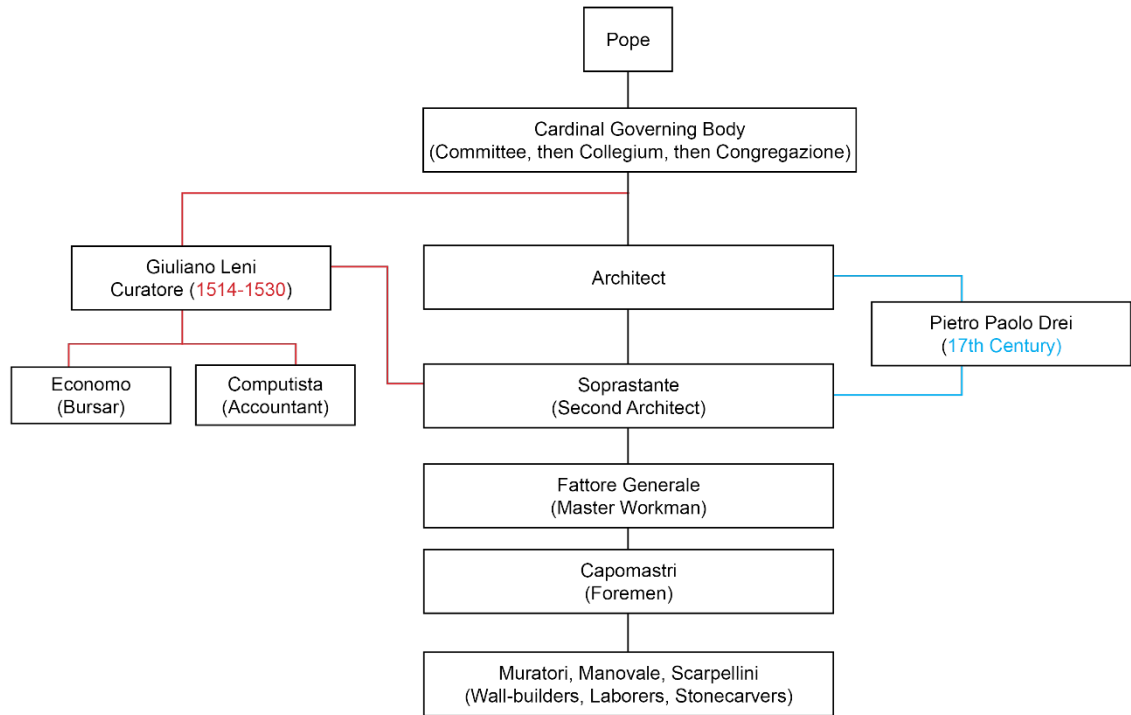 Pope
Cardinal Governing Body
(Committee, then Collegium, then Congregazione)
Giuliano Leni
Curatore (1514-1530)
Architect
Pietro Paolo Drei
(17th Century)
Economo
(Bursar)
Computista
(Accountant)
Soprastante
(Second Architect)
Fattore Generale
(Master Workman)
Capomastri
(Foremen)
Muratori, Manovale, Scarpellini
(Wall-builders, Laborers, Stonecarvers)